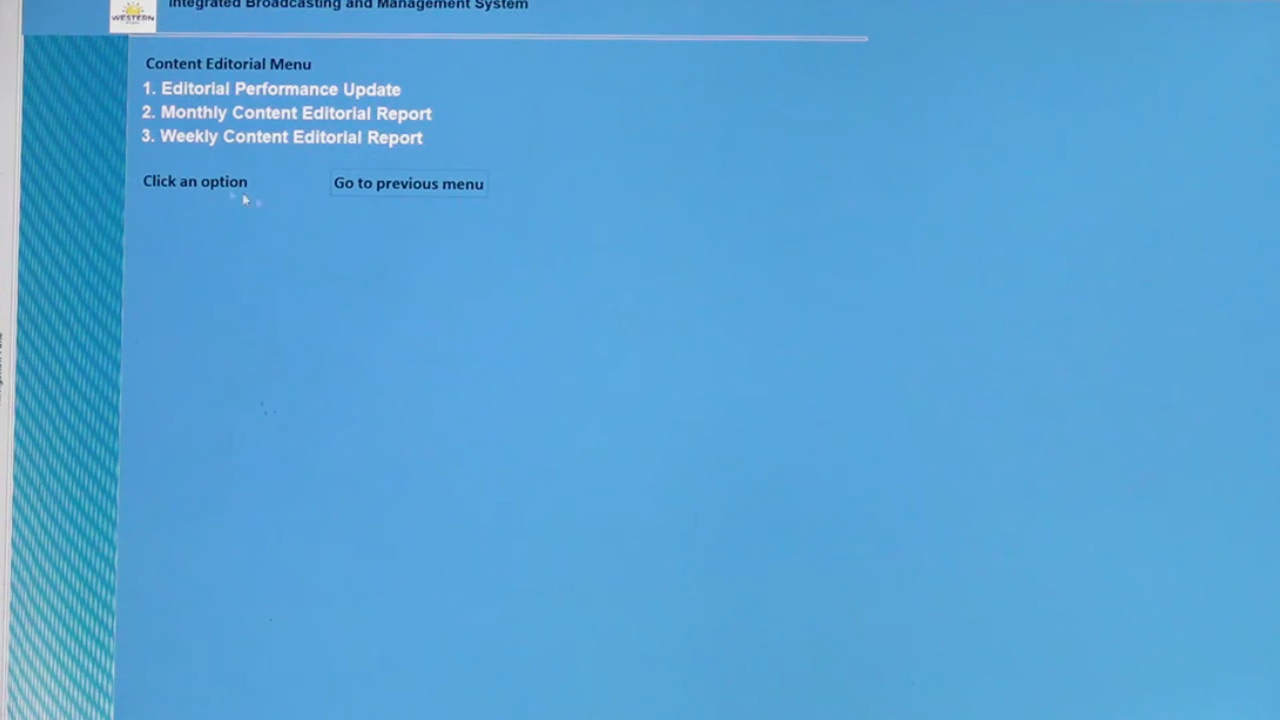 Integrated Broadcasting and Management System
WESTERN
Content Editorial Menu
1. Editorial Performance Update
2. Monthly Content Editorial Report
3. Weekly Content Editorial Report
Click an option
Go to previous menu